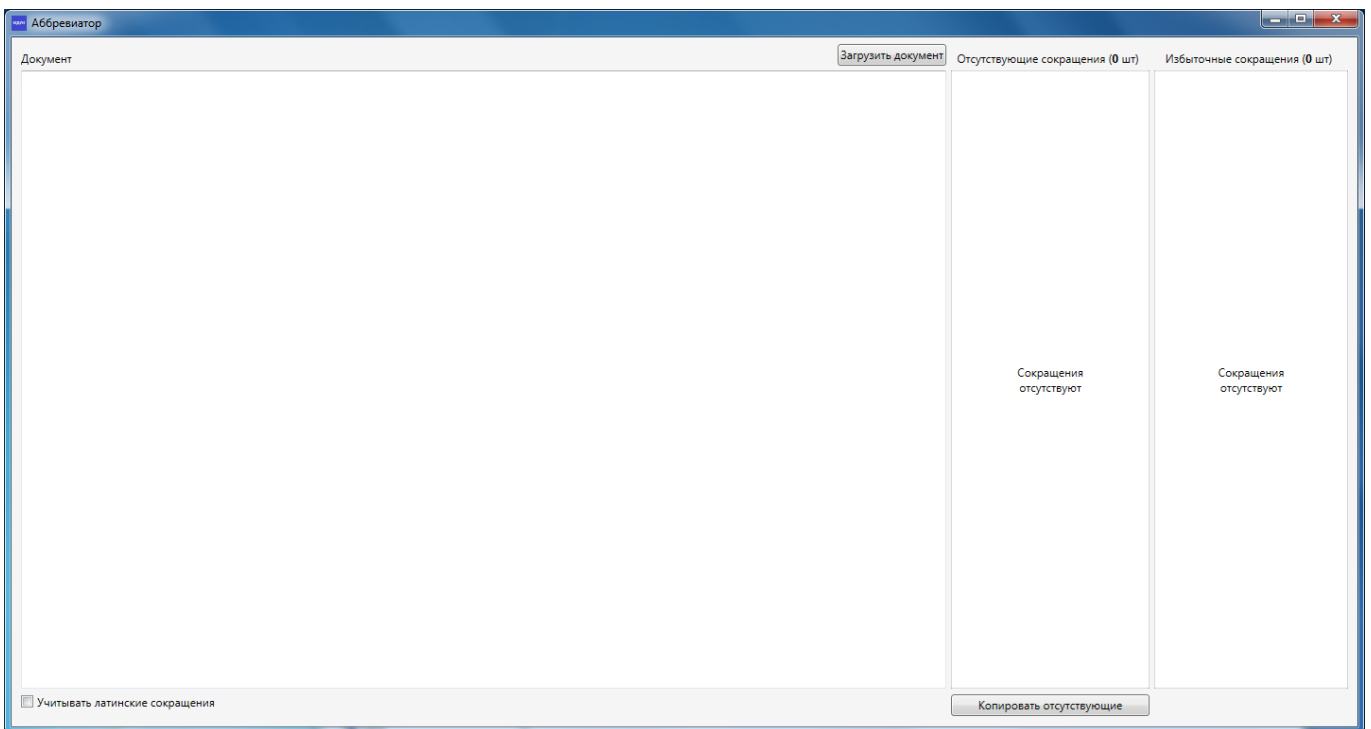 Аббревиатор
Документ
Загрузить документ
Отсутствующие сокращения (0 шт)
Избыточные сокращения (0 шт)
Сокращения
отсутствуют
Сокращения
отсутствуют
Учитывать латинские сокращения
Копировать отсутствующие